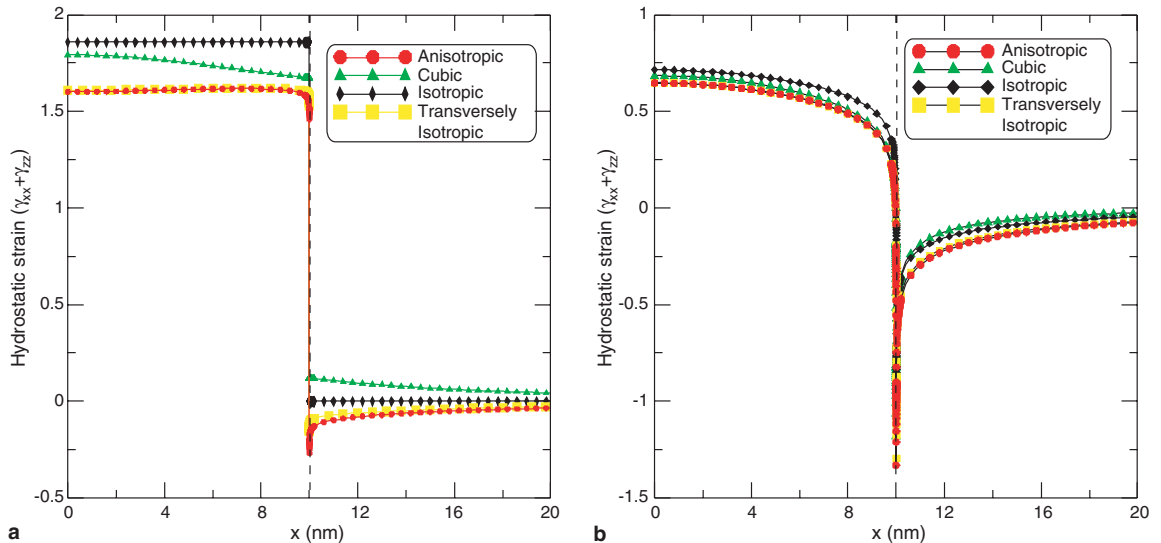 2
1.5
1
0.5
0
-0.5
Hydrostatic strain (γxx+γzz)
Anisotropic
Cubic
Isotropic
Transversely
Isotropic
0 4 8 12 16 20
x (nm)
a
1
0.5
0
-0.5
-1
-1.5
Hydrostatic strain (γxx+γzz)
Anisotropic
Cubic
Isotropic
Transversely
Isotropic
0 4 8 12 16 20
x (nm)
b